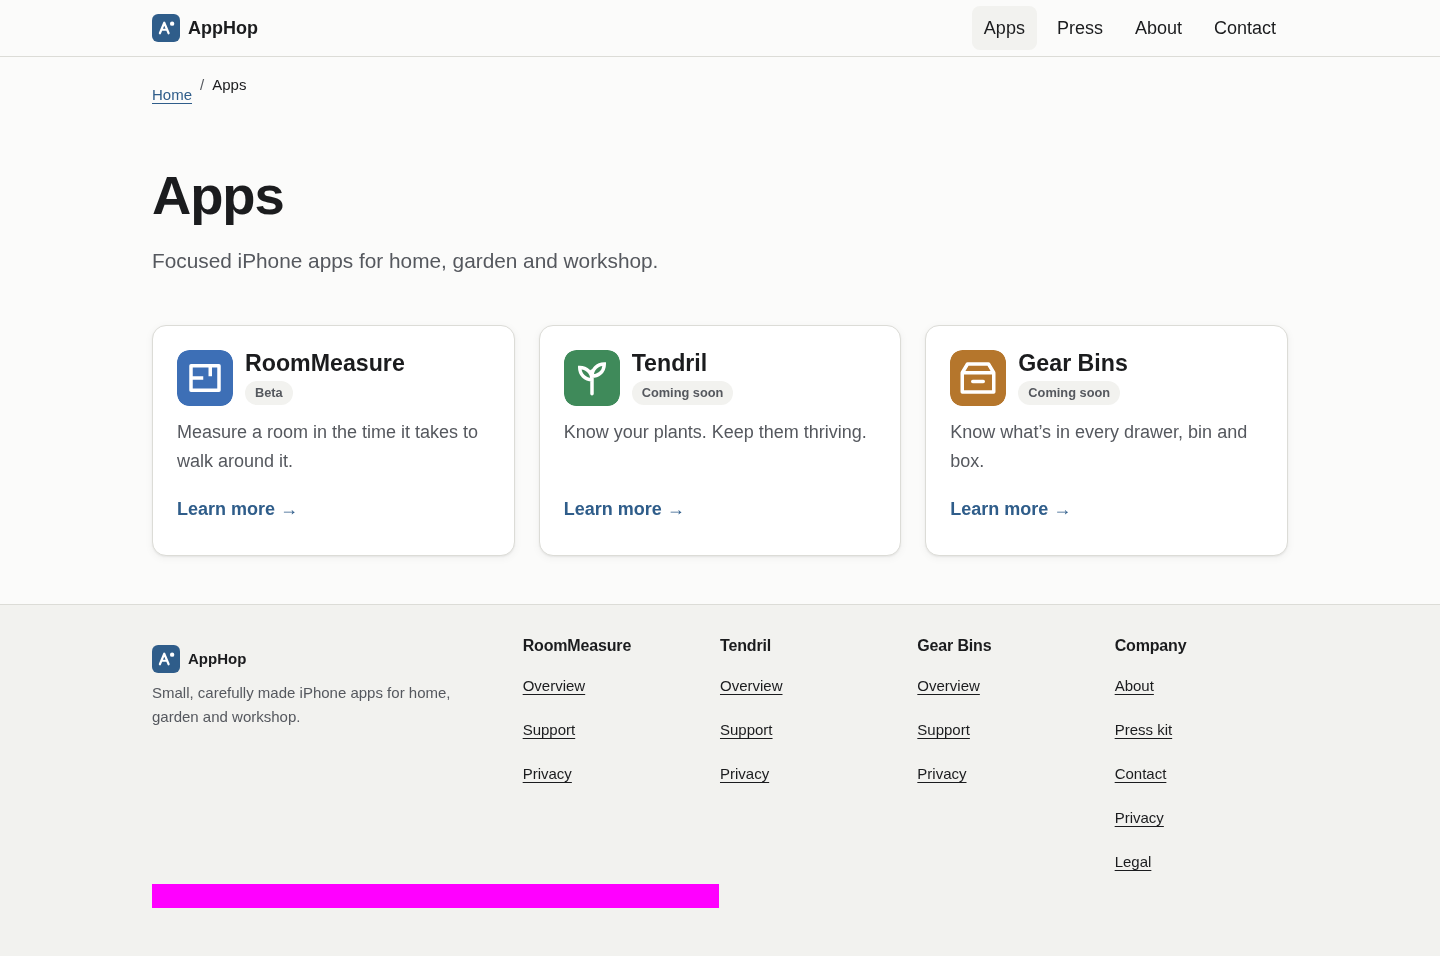 AppHop
Apps Press About Contact
Home / Apps
Apps
Focused iPhone apps for home, garden and workshop.
RoomMeasure
Beta
Measure a room in the time it takes to
walk around it.
Learn more →
Tendril
Coming soon
Know your plants. Keep them thriving.
Learn more →
Gear Bins
Coming soon
Know what’s in every drawer, bin and
box.
Learn more →
AppHop
Small, carefully made iPhone apps for home,
garden and workshop.
RoomMeasure
Overview
Support
Privacy
Tendril
Overview
Support
Privacy
Gear Bins
Overview
Support
Privacy
Company
About
Press kit
Contact
Privacy
Legal